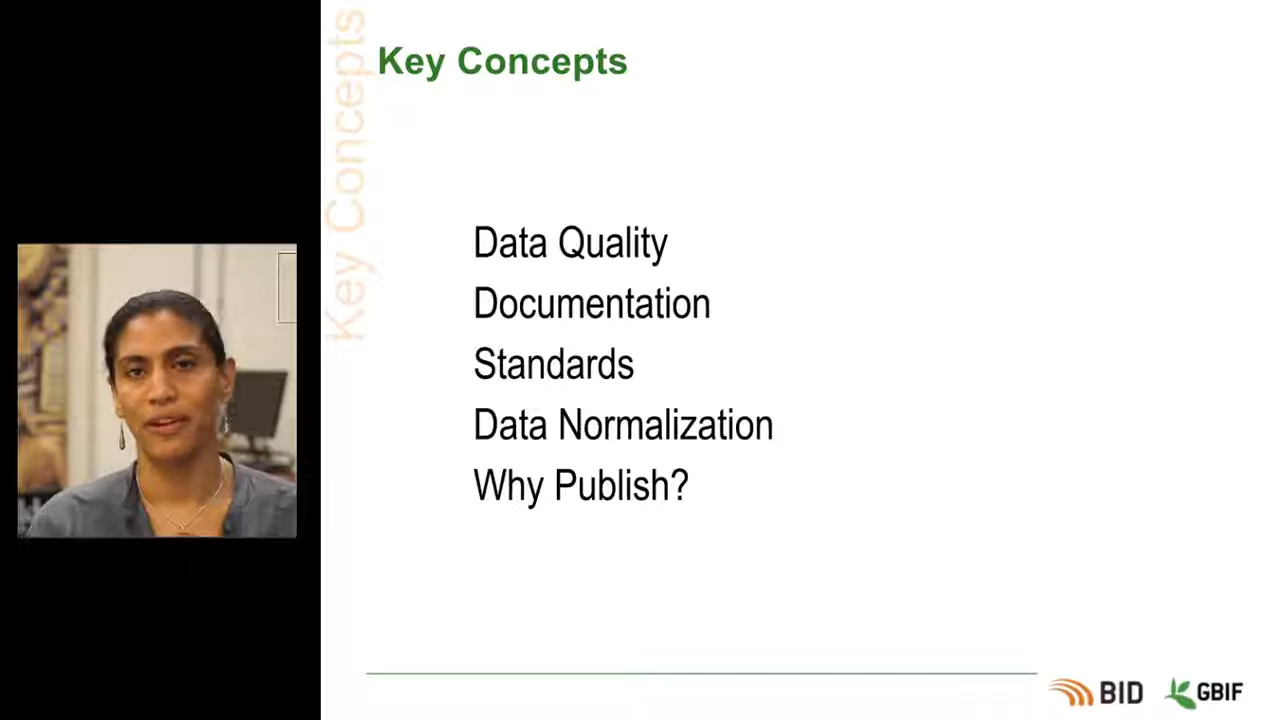 Key Concepts
Key Concepts
Data Quality
Documentation
Standards
Data Normalization
Why Publish?
BID
GBIF